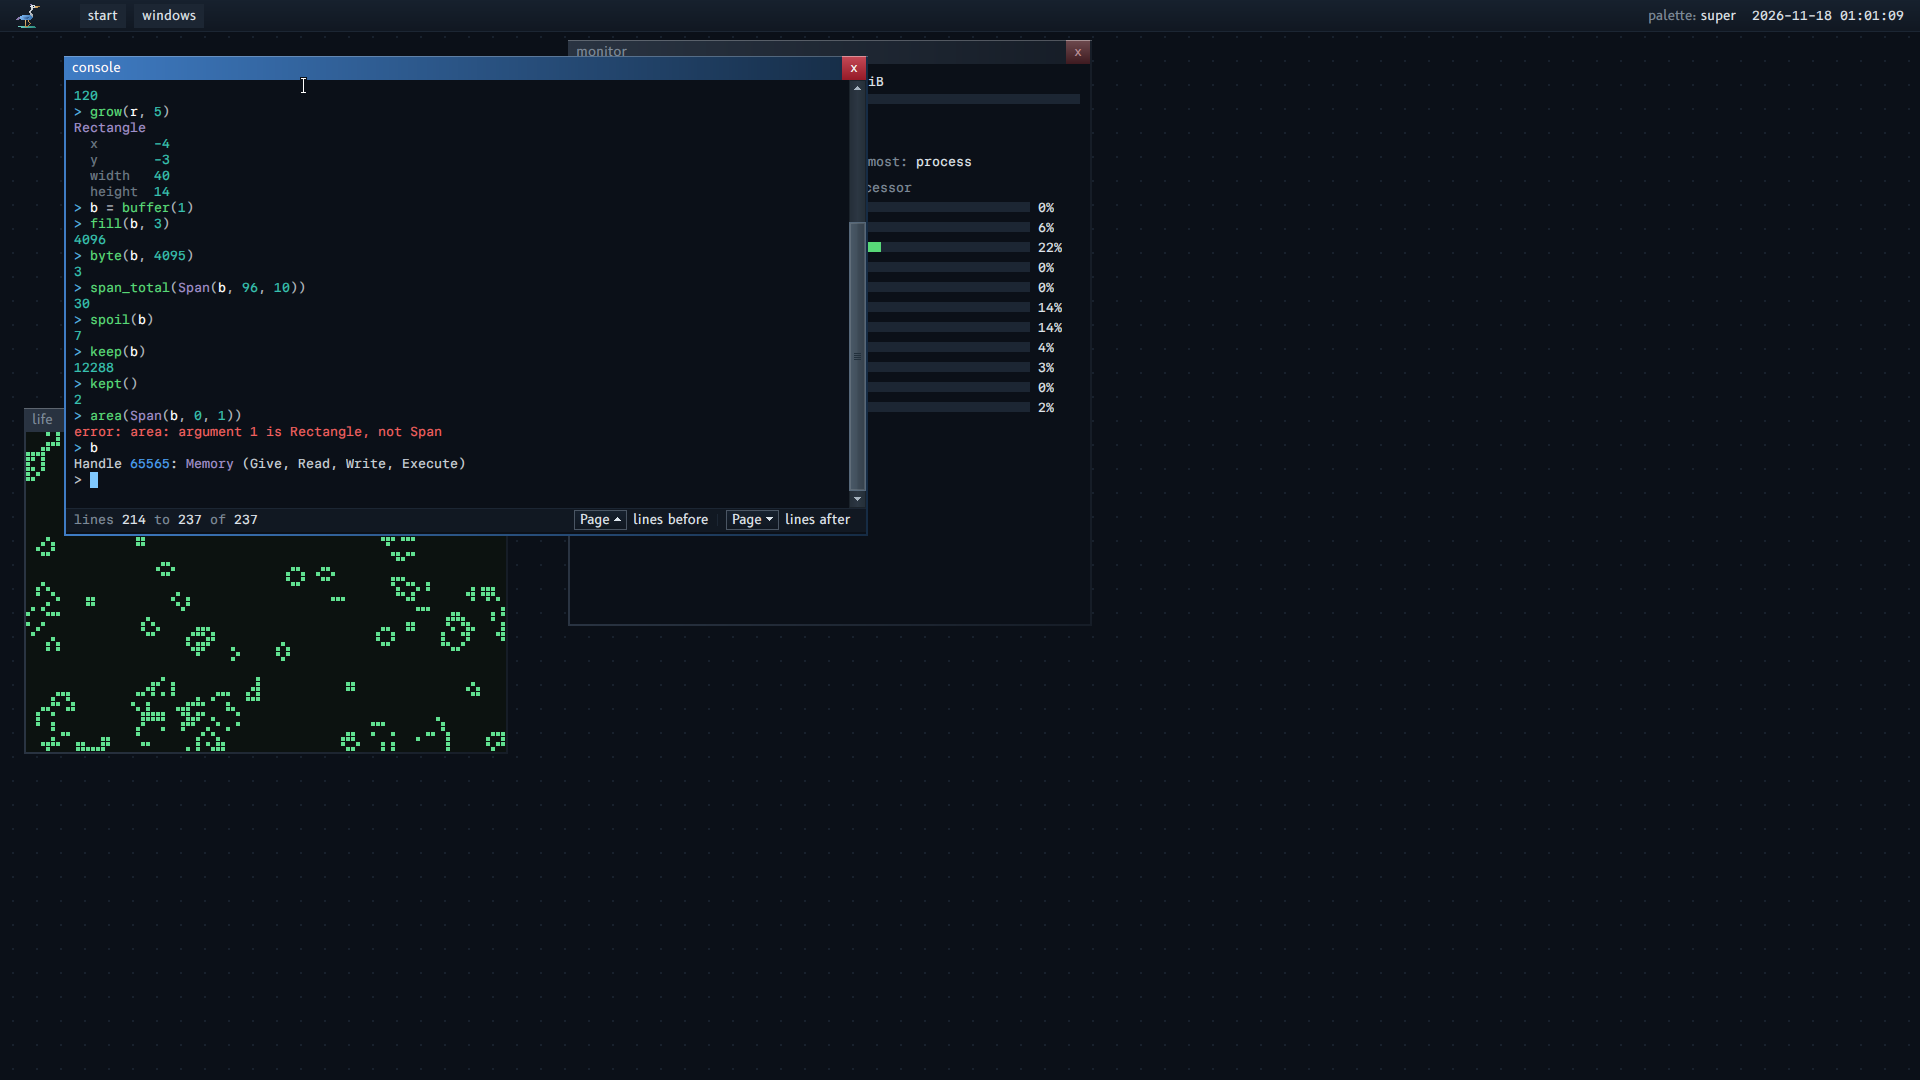 start windows palette: super 2026-11-18 01:01:09
monitor x
console x
iB
120
> grow(r, 5)
Rectangle
x -4
y -3
width 40
height 14
> b = buffer(1)
> fill(b, 3)
4096
> byte(b, 4095)
3
> span_total(Span(b, 96, 10))
30
> spoil(b)
7
> keep(b)
12288
> kept()
2
> area(Span(b, 0, 1))
error: area: argument 1 is Rectangle, not Span
> b
Handle 65565: Memory (Give, Read, Write, Execute)
>
lines 214 to 237 of 237 Page lines before Page lines after
most: process
cessor
0%
6%
22%
0%
0%
14%
14%
4%
3%
0%
2%
life